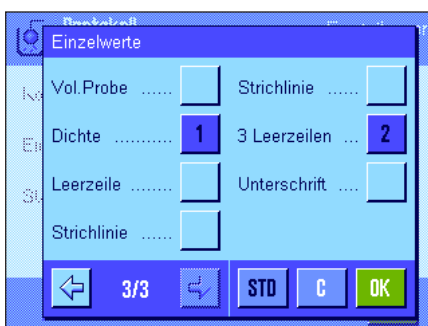 Einzelwerte
Vol.Probe ......
Strichlinie ......
Dichte ........... 1
3 Leerzeilen ... 2
Leerzeile ........
Unterschrift ....
Strichlinie ......
3/3
STD
C
OK